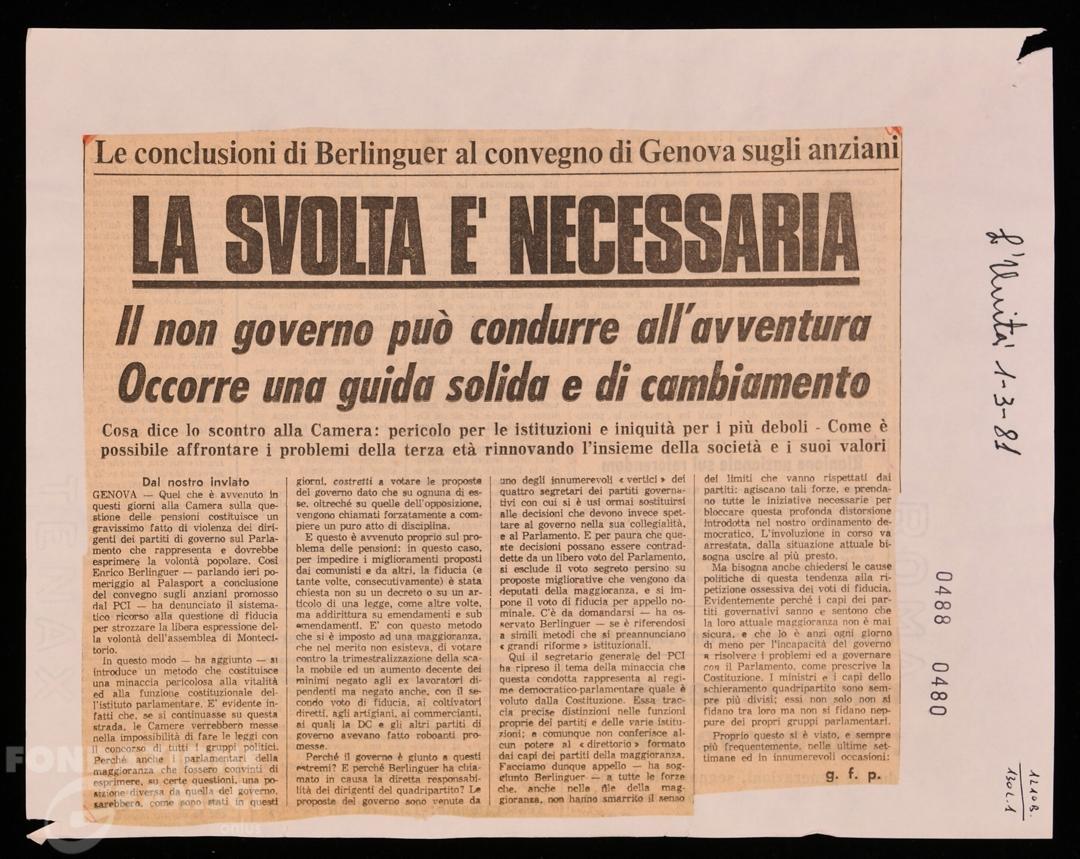 Le conclusioni di Berlinguer al convegno di Genova sugli anziani
LA SVOLTA E' NECESSARIA
Il non governo può condurre all'avventura
Occorre una guida solida e di cambiamento
Cosa dice lo scontro alla Camera: pericolo per le istituzioni e iniquità per i più deboli - Come è
possibile affrontare i problemi della terza età rinnovando l'insieme della società e i suoi valori
Dal nostro inviato
GENOVA — Quel che è avvenuto in
questi giorni alla Camera sulla que-
stione delle pensioni costituisce un
gravissimo fatto di violenza dei diri-
genti dei partiti di governo sul Parla-
mento che rappresenta e dovrebbe
esprimere la volontà popolare. Così
Enrico Berlinguer — parlando ieri po-
meriggio al Palasport a conclusione
del convegno sugli anziani promosso
dal PCI — ha denunciato il sistema-
tico ricorso alla questione di fiducia
per strozzare la libera espressione del-
la volontà dell'assemblea di Monteci-
torio.
In questo modo — ha aggiunto — si
introduce un metodo che costituisce
una minaccia pericolosa alla vitalità
ed alla funzione costituzionale del-
l'istituto parlamentare. E' evidente in-
fatti che, se si continuasse su questa
strada, le Camere verrebbero messe
nella impossibilità di fare le leggi con
il concorso di tutti i gruppi politici.
Perché anche i parlamentari della
maggioranza che fossero convinti di
esprimere, su certe questioni, una po-
sizione diversa da quella del governo,
sarebbero, come sono stati in questi
giorni, costretti a votare le proposte
del governo dato che su ognuna di es-
se, oltreché su quelle dell'opposizione,
vengono chiamati forzatamente a com-
piere un puro atto di disciplina.
E questo è avvenuto proprio sul pro-
blema delle pensioni: in questo caso,
per impedire i miglioramenti proposti
dai comunisti e da altri, la fiducia (e
tante volte, consecutivamente) è stata
chiesta non su un decreto o su un ar-
ticolo di una legge, come altre volte,
ma addirittura su emendamenti e sub
emendamenti. E' con questo metodo
che si è imposto ad una maggioranza,
che nel merito non esisteva, di votare
contro la trimestralizzazione della sca-
la mobile ed un aumento decente dei
minimi negato agli ex lavoratori di-
pendenti ma negato anche, con il se-
condo voto di fiducia, ai coltivatori
diretti, agli artigiani, ai commercianti,
ai quali la DC e gli altri partiti di
governo avevano fatto roboanti pro-
messe.
Perché il governo è giunto a questi
estremi? E perché Berlinguer ha chia-
mato in causa la diretta responsabi-
lità dei dirigenti del quadripartito? Le
proposte del governo sono venute da
uno degli innumerevoli « vertici » dei
quattro segretari dei partiti governa-
tivi con cui si è usi ormai sostituirsi
alle decisioni che devono invece spet-
tare al governo nella sua collegialità,
e al Parlamento. E per paura che que-
ste decisioni possano essere contrad-
dette da un libero voto del Parlamento,
si esclude il voto segreto persino su
proposte migliorative che vengono da
deputati della maggioranza, e si im-
pone il voto di fiducia per appello no-
minale. C'è da domandarsi — ha os-
servato Berlinguer — se è riferendosi
a simili metodi che si preannunciano
« grandi riforme » istituzionali.
Qui il segretario generale del PCI
ha ripreso il tema della minaccia che
questa condotta rappresenta al regi-
me democratico-parlamentare quale è
voluto dalla Costituzione. Essa trac-
cia precise distinzioni nelle funzioni
proprie dei partiti e delle varie istitu-
zioni; e comunque non conferisce al-
cun potere al « direttorio » formato
dai capi dei partiti della maggioranza.
Facciamo dunque appello — ha sog-
giunto Berlinguer — a tutte le forze
che, anche nella file della mag-
gioranza, non hanno smarrito il senso
dei limiti che vanno rispettati dai
partiti: agiscano tali forze, e prenda-
no tutte le iniziative necessarie per
bloccare questa profonda distorsione
introdotta nel nostro ordinamento de-
mocratico. L'involuzione in corso va
arrestata, dalla situazione attuale bi-
sogna uscire al più presto.
Ma bisogna anche chiedersi le cause
politiche di questa tendenza alla ri-
petizione ossessiva dei voti di fiducia.
Evidentemente perché i capi dei par-
titi governativi sanno e sentono che
la loro attuale maggioranza non è mai
sicura, e che lo è anzi ogni giorno
di meno per l'incapacità del governo
a risolvere i problemi ed a governare
con il Parlamento, come prescrive la
Costituzione. I ministri e i capi dello
schieramento quadripartito sono sem-
pre più divisi; essi non solo non si
fidano tra loro ma non si fidano nep-
pure dei propri gruppi parlamentari.
Proprio questo si è visto, e sempre
più frequentemente, nelle ultime set-
timane ed in innumerevoli occasioni:
g. f. p.
L'Unità 1-3-81
0488 0480